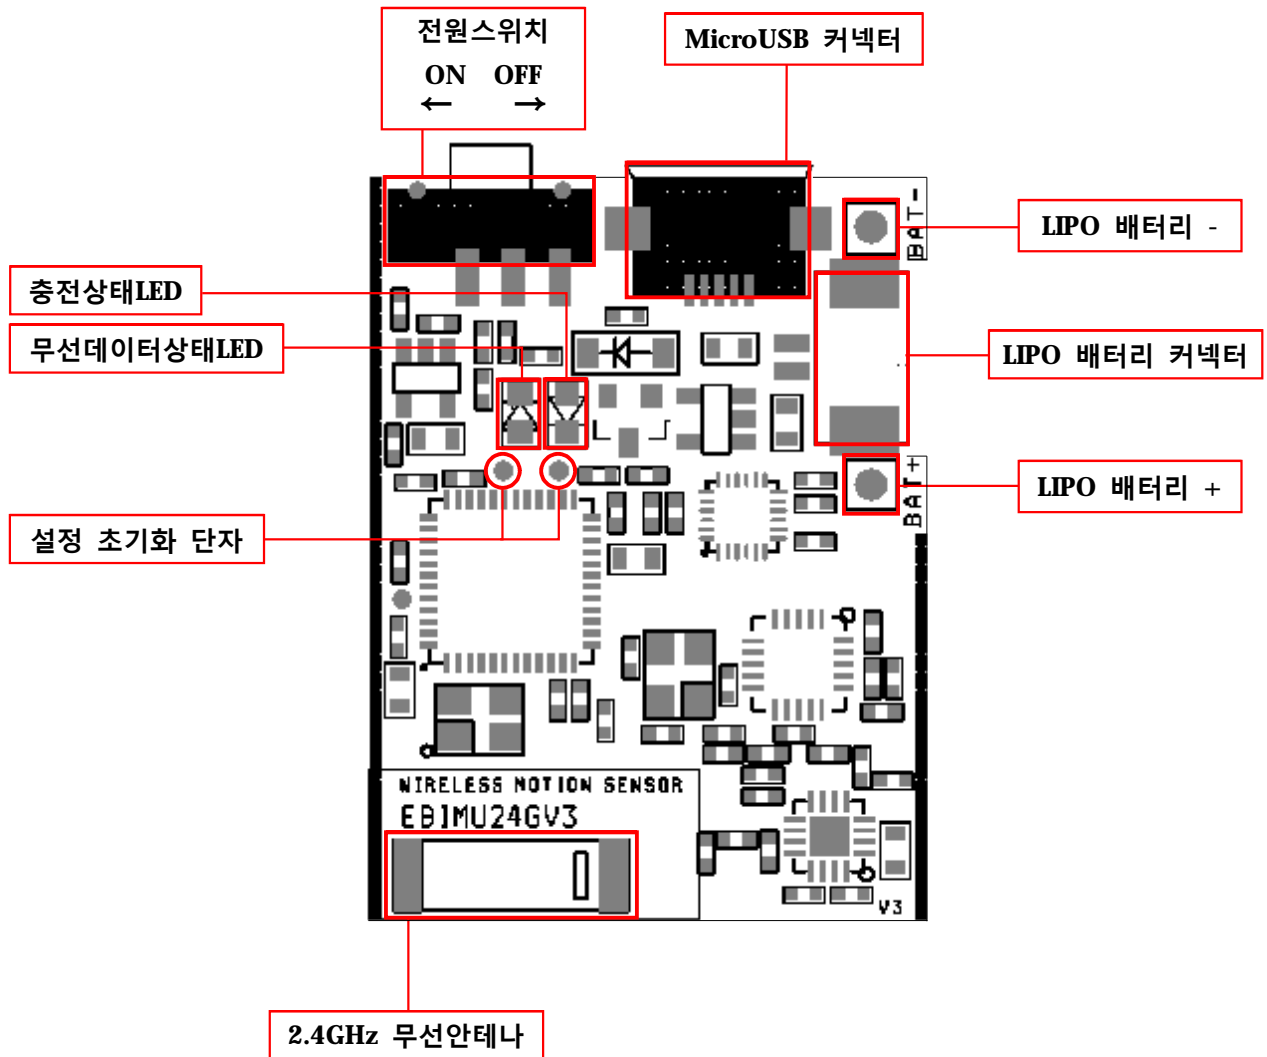 전원스위치
ON OFF
← →
MicroUSB 커넥터
BAT-
LIPO 배터리 -
충전상태LED
무선데이터상태LED
LIPO 배터리 커넥터
BAT+
LIPO 배터리 +
설정 초기화 단자
WIRELESS MOTION SENSOR
EBIMU24GV3
V3
2.4GHz 무선안테나